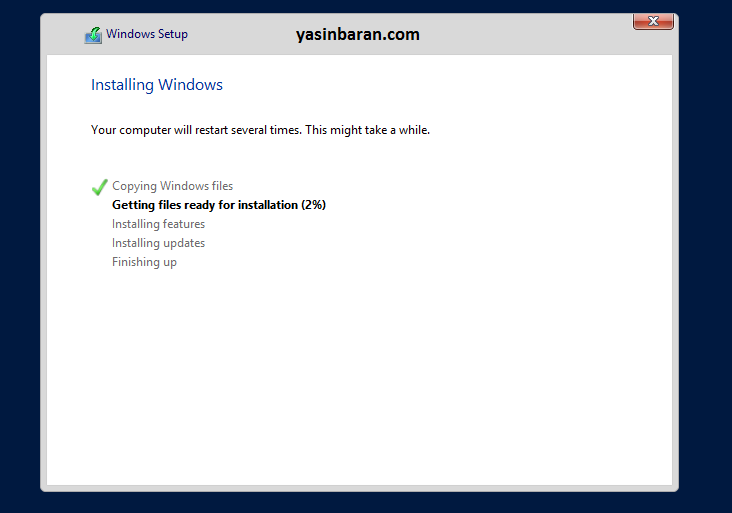 Windows Setup
yasinbaran.com
Installing Windows
Your computer will restart several times. This might take a while.
Copying Windows files
Getting files ready for installation (2%)
Installing features
Installing updates
Finishing up